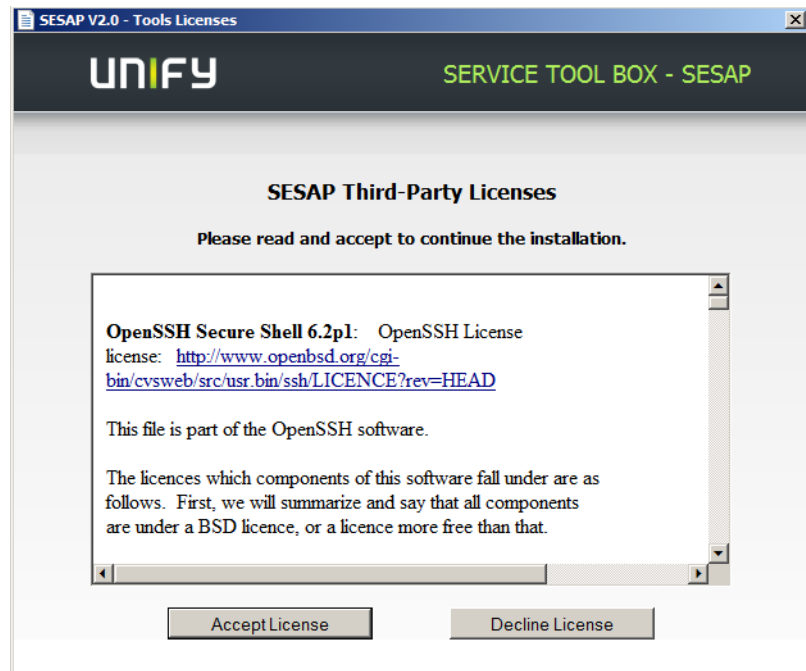 SESAP V2.0 - Tools Licenses
UNIFY
SERVICE TOOL BOX - SESAP
SESAP Third-Party Licenses
Please read and accept to continue the installation.
OpenSSH Secure Shell 6.2p1: OpenSSH License
license: http://www.openbsd.org/cgi-
bin/cvsweb/src/usr.bin/ssh/LICENCE?rev=HEAD
This file is part of the OpenSSH software.
The licences which components of this software fall under are as
follows. First, we will summarize and say that all components
are under a BSD licence, or a licence more free than that.
Accept License
Decline License